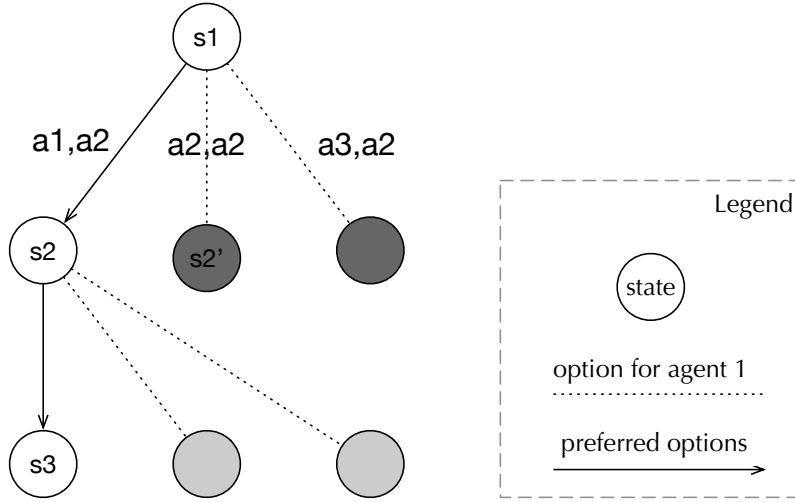 s1
a1,a2
a2,a2
a3,a2
Legend
s2
s2’
state
option for agent 1
preferred options
s3